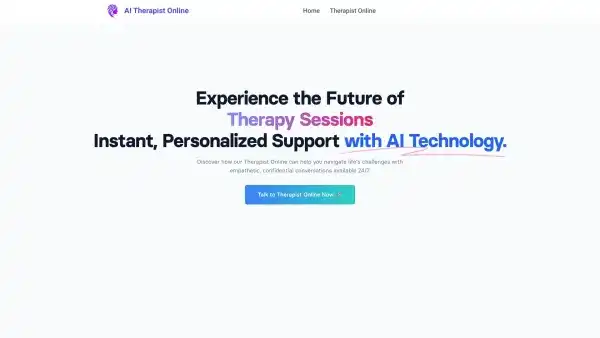 AI Therapist Online
Home
Therapist Online
Experience the Future of
Therapy Sessions
Instant, Personalized Support with AI Technology.
Discover how our Therapist Online can help you navigate life's challenges with
empathetic, confidential conversations available 24/7
Talk to Therapist Online Now